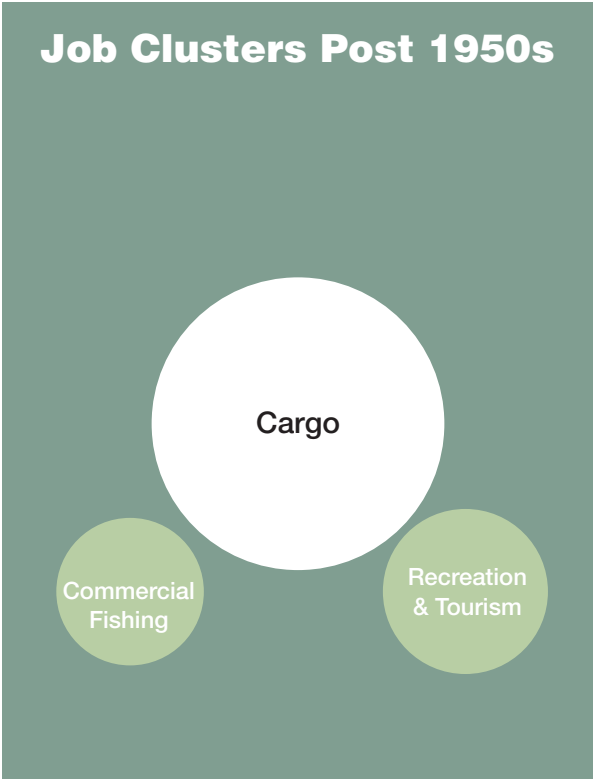 Job Clusters Post 1950s
Cargo
Commercial
Fishing
Recreation
& Tourism